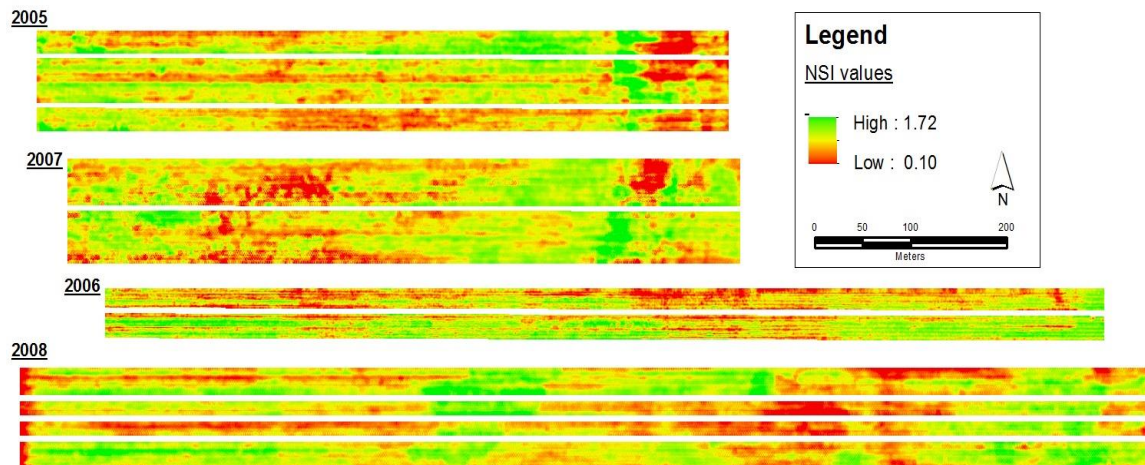 2005
Legend
NSI values
High : 1.72
Low : 0.10
N
0 50 100 200
Meters
2007
2006
2008